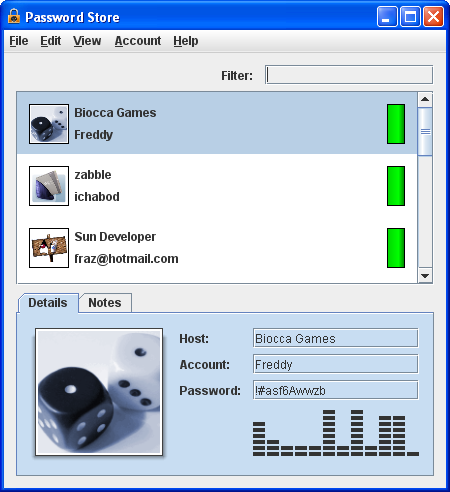 Password Store
File Edit View Account Help
Filter:
Biocca Games
Freddy
zabble
ichabod
Sun Developer
fraz@hotmail.com
Details Notes
Host: Biocca Games
Account: Freddy
Password: !#asf6Awwzb